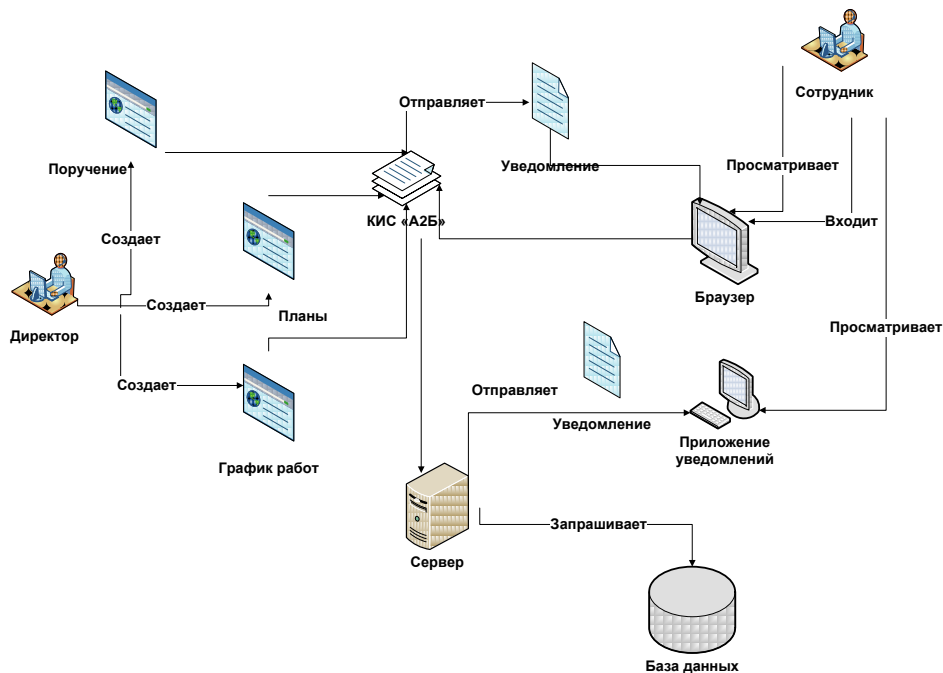 Сотрудник
Отправляет
Поручение
Уведомление
Просматривает
КИС «А2Б»
Входит
Создает
Браузер
Создает
Планы
Директор
Просматривает
Создает
Отправляет
Уведомление
Приложение
уведомлений
График работ
Запрашивает
Сервер
База данных